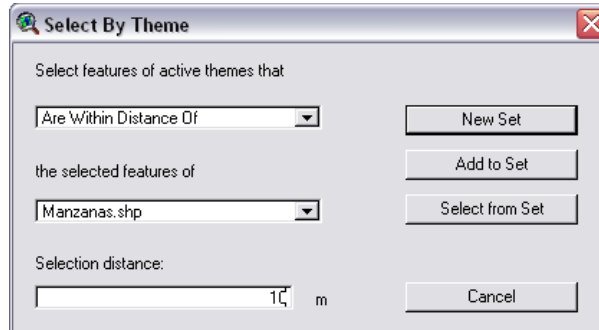 Select By Theme
Select features of active themes that
Are Within Distance Of
New Set
the selected features of
Add to Set
Manzanas.shp
Select from Set
Selection distance:
m
Cancel